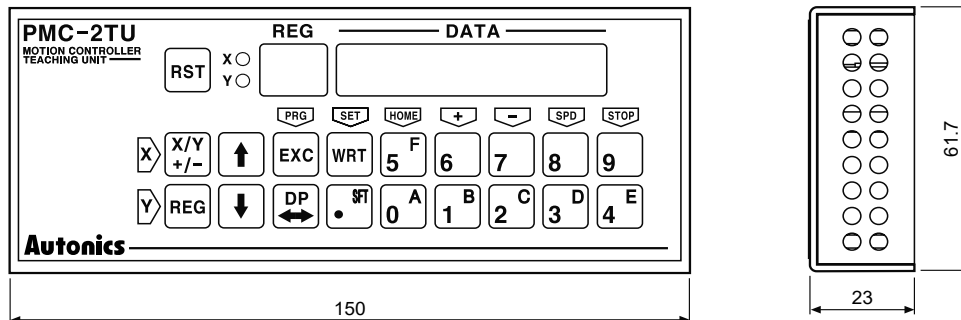 PMC-2TU REG DATA
MOTION CONTROLLER
TEACHING UNIT
RST X
Y
PRG SET HOME + - SPD STOP
X X/Y +/- ↑ EXC WRT 5 F 6 7 8 9
Y REG ↓ DP ↔ • SFT 0 A 1 B 2 C 3 D 4 E
Autonics
150
23
61.7